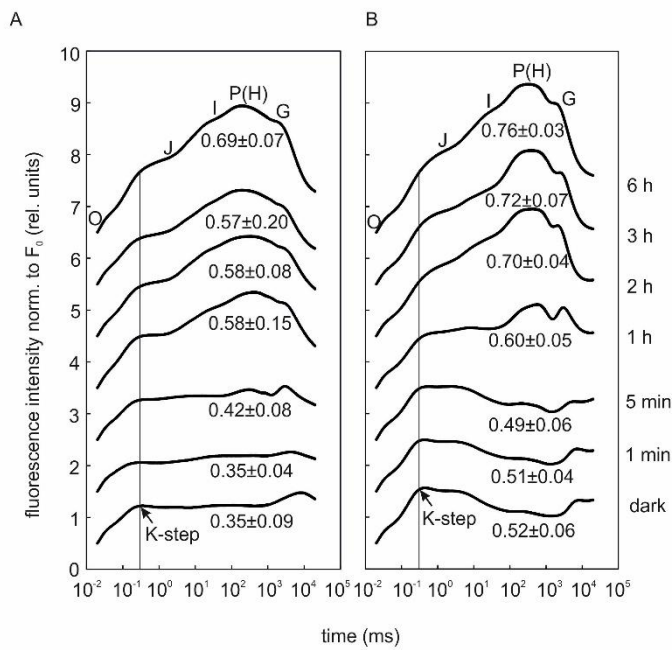 A
B
fluorescence intensity norm. to F₀ (rel. units)
10
9
8
7
6
5
4
3
2
1
0
O
J
I
P(H)
G
0.69±0.07
0.57±0.20
0.58±0.08
0.58±0.15
0.42±0.08
0.35±0.04
0.35±0.09
K-step
10⁻² 10⁻¹ 10⁰ 10¹ 10² 10³ 10⁴ 10⁵
O
J
I
P(H)
G
0.76±0.03
0.72±0.07
0.70±0.04
0.60±0.05
0.49±0.06
0.51±0.04
0.52±0.06
K-step
10⁻² 10⁻¹ 10⁰ 10¹ 10² 10³ 10⁴ 10⁵
6 h
3 h
2 h
1 h
5 min
1 min
dark
time (ms)